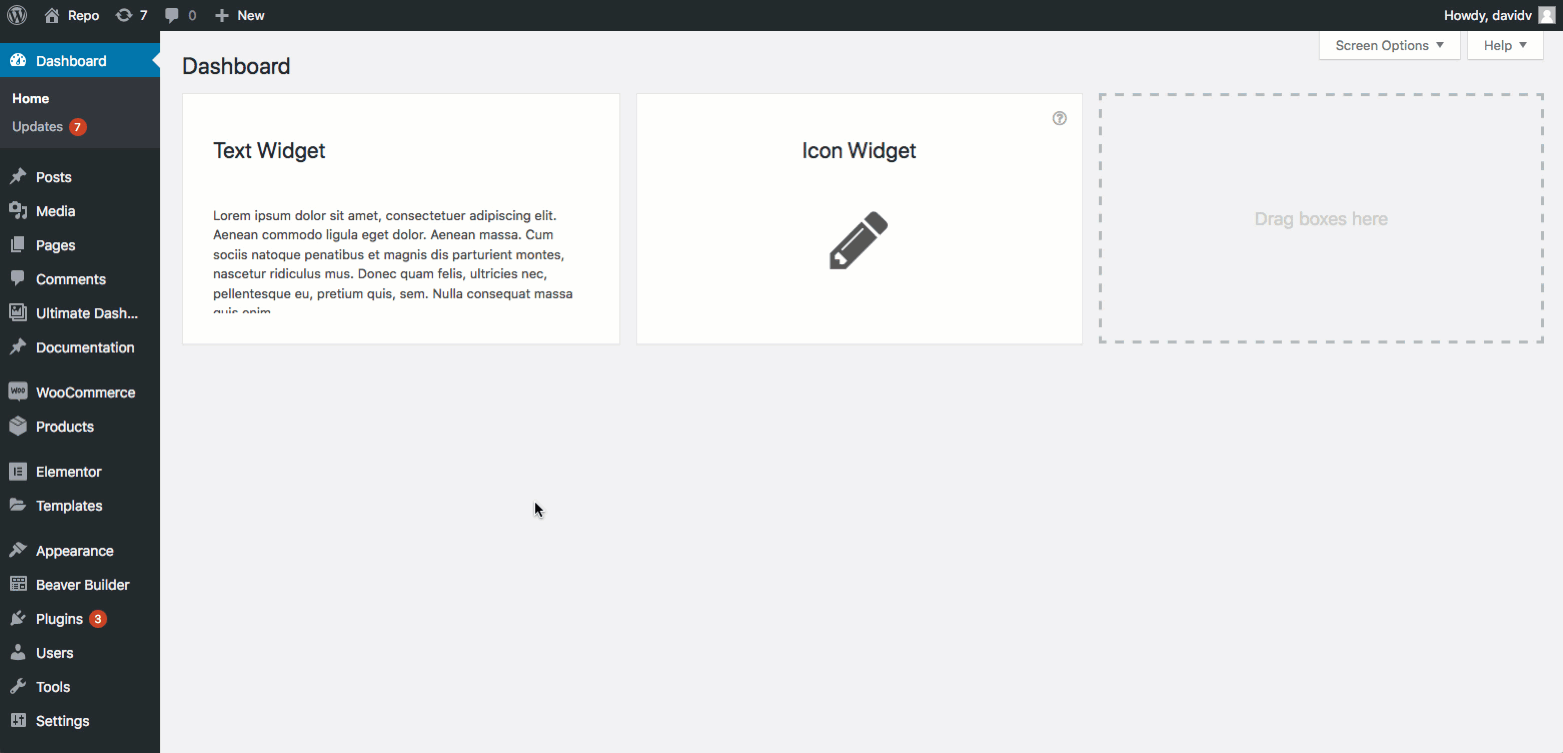 Repo 7 0 New Howdy, davidv
Dashboard
Home
Updates 7
Posts
Media
Pages
Comments
Ultimate Dash...
Documentation
WOO WooCommerce
Products
Elementor
Templates
Appearance
Beaver Builder
Plugins 3
Users
Tools
Settings
Screen Options ▼ Help ▼
Dashboard
Text Widget
Lorem ipsum dolor sit amet, consectetuer adipiscing elit.
Aenean commodo ligula eget dolor. Aenean massa. Cum
sociis natoque penatibus et magnis dis parturient montes,
nascetur ridiculus mus. Donec quam felis, ultricies nec,
pellentesque eu, pretium quis, sem. Nulla consequat massa
quis enim.
Icon Widget
?
Drag boxes here